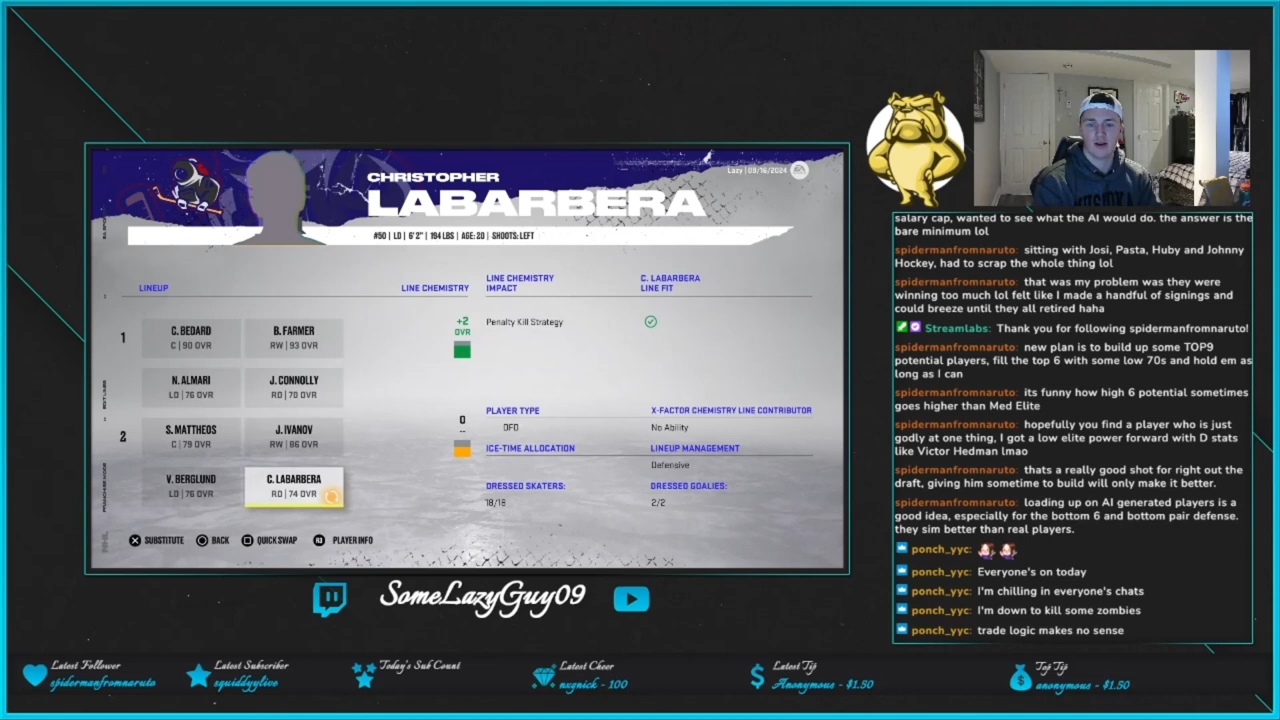 CHRISTOPHER
LABARBERA
Lazy | 09/16/2024
#50 | LD | 6'2" | 194 LBS | AGE: 20 | SHOOTS: LEFT
LINEUP
LINE CHEMISTRY
LINE CHEMISTRY
IMPACT
C. LABARBERA
LINE FIT
1
C. BEDARD
C | 90 OVR
B. FARMER
RW | 93 OVR
+2
OVR
Penalty Kill Strategy
N. ALMARI
LD | 76 OVR
J. CONNOLLY
RD | 70 OVR
2
S. MATTHEOS
C | 79 OVR
J. IVANOV
RW | 86 OVR
0
--
V. BERGLUND
LD | 76 OVR
C. LABARBERA
RD | 74 OVR
PLAYER TYPE
DFD
X-FACTOR CHEMISTRY LINE CONTRIBUTOR
No Ability
ICE-TIME ALLOCATION
LINEUP MANAGEMENT
Defensive
DRESSED SKATERS:
18/18
DRESSED GOALIES:
2/2
SUBSTITUTE
BACK
QUICK SWAP
R3 PLAYER INFO
SomeLazyGuy09
salary cap, wanted to see what the AI would do. the answer is the
bare minimum lol
spidermanfromnaruto: sitting with Josi, Pasta, Huby and Johnny
Hockey, had to scrap the whole thing lol
spidermanfromnaruto: that was my problem was they were
winning too much lol felt like I made a handful of signings and
could breeze until they all retired haha
Streamlabs: Thank you for following spidermanfromnaruto!
spidermanfromnaruto: new plan is to build up some TOP9
potential players, fill the top 6 with some low 70s and hold em as
long as I can
spidermanfromnaruto: its funny how high 6 potential sometimes
goes higher than Med Elite
spidermanfromnaruto: hopefully you find a player who is just
godly at one thing, I got a low elite power forward with D stats
like Victor Hedman lmao
spidermanfromnaruto: thats a really good shot for right out the
draft, giving him sometime to build will only make it better.
spidermanfromnaruto: loading up on AI generated players is a
good idea, especially for the bottom 6 and bottom pair defense.
they sim better than real players.
ponch_yyc:
ponch_yyc: Everyone's on today
ponch_yyc: I'm chilling in everyone's chats
ponch_yyc: I'm down to kill some zombies
ponch_yyc: trade logic makes no sense
Latest Follower
spidermanfromnaruto
Latest Subscriber
squiddyylive
Today's Sub Count
Latest Cheer
nxgnick - 100
Latest Tip
Anonymous - $1.50
Top Tip
anonymous - $1.50